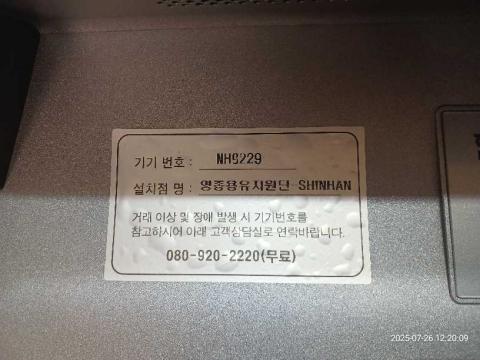 기기 번호 : NH9229
설치점 명 : 양종용유지원단-SHINHAN
거래 이상 및 장애 발생 시 기기번호를
참고하시어 아래 고객상담실로 연락바랍니다.
080-920-2220(무료)
2025-07-26 12:20:09